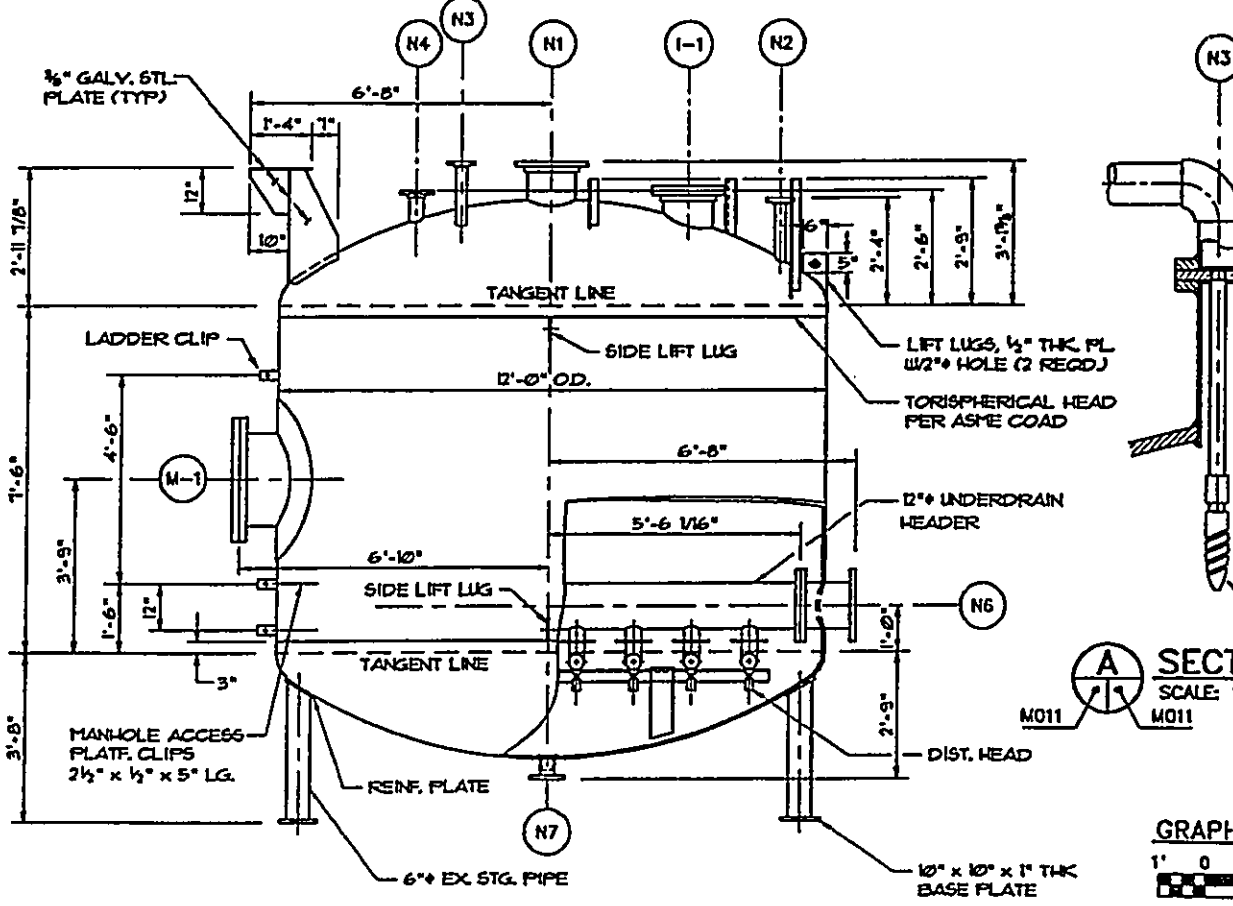 N4
N3
N1
I-1
N2
N3
GALV. STL.
PLATE (TYP)
6'-8"
1'-4"
7"
12"
10"
2'-11 7/8"
6"
5"
2'-4"
2'-6"
2'-9"
TANGENT LINE
LADDER CLIP
SIDE LIFT LUG
12'-0" O.D.
LIFT LUGS, 1/2" THK. PL.
HOLE (2 REQD.)
TORISPHERICAL HEAD
PER ASME COAD
4'-6"
7'-6"
M-1
6'-8"
12"ϕ UNDERDRAIN
HEADER
5'-6 1/16"
3'-9"
6'-10"
SIDE LIFT LUG
N6
1'-6"
12"
1'-0"
TANGENT LINE
3"
A
SECT
SCALE:
M011
M011
3'-8"
2'-9"
MANHOLE ACCESS
PLATF. CLIPS
2 1/2" x 1/2" x 5" LG.
DIST. HEAD
REINF. PLATE
N7
6"ϕ EX. STG. PIPE
10" x 10" x 1" THK
BASE PLATE
GRAPH
1' 0